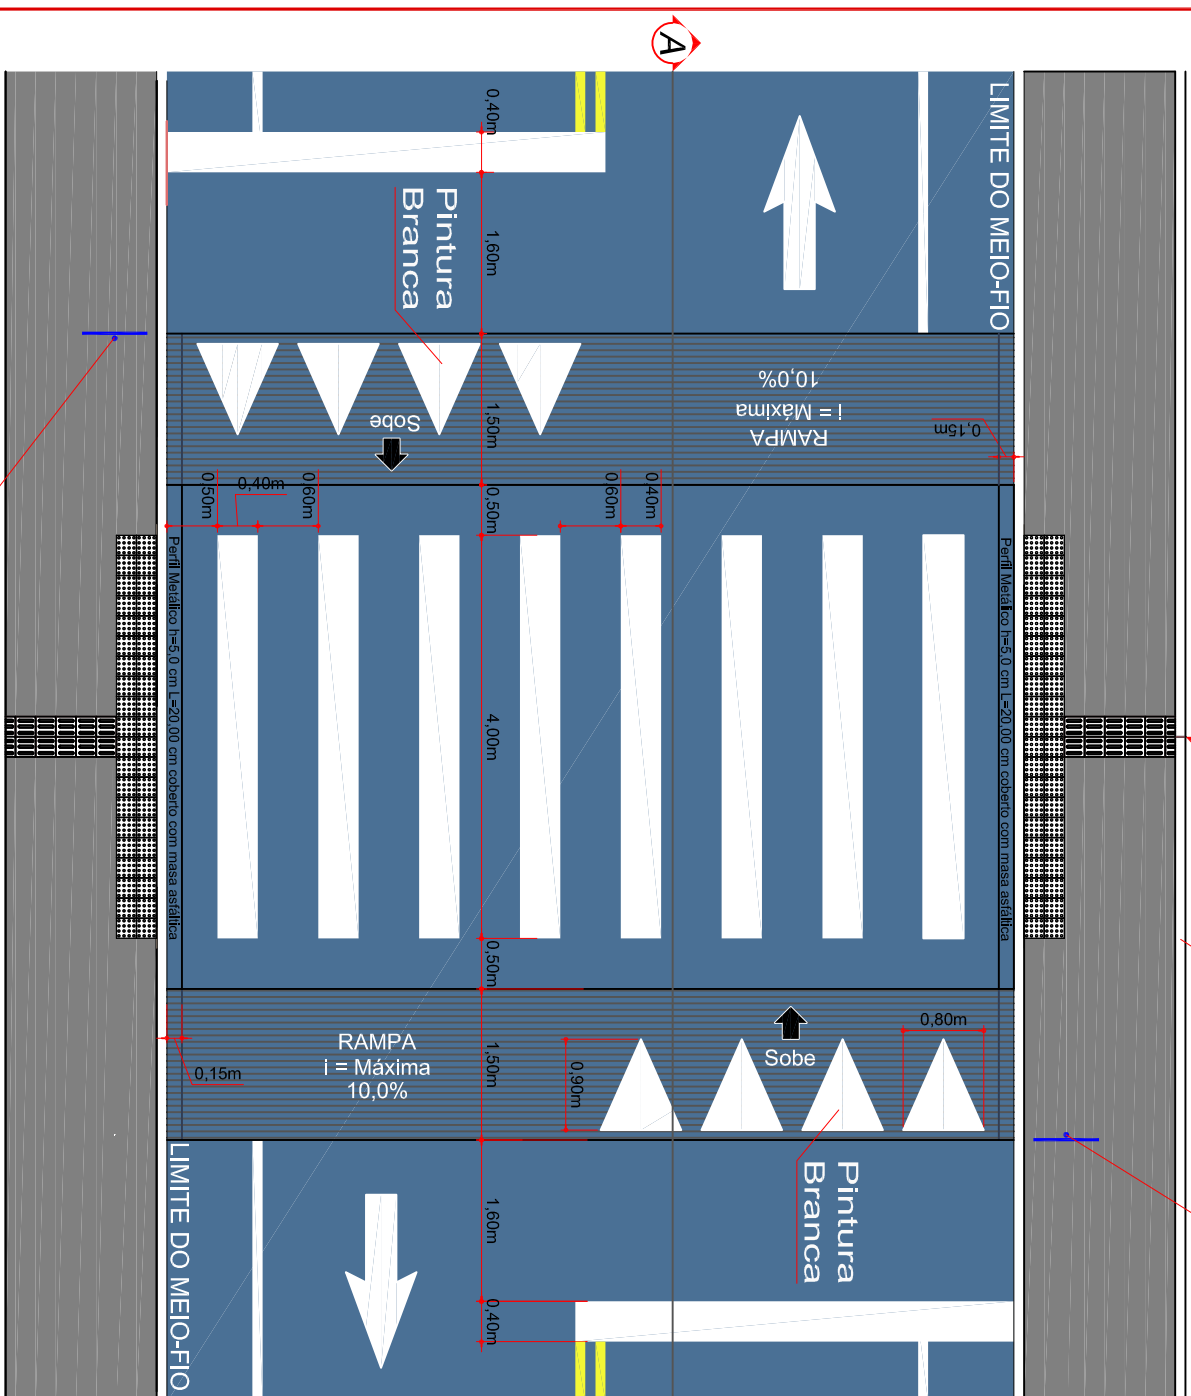 A
0,40m
LIMITE DO MEIO-FIO
Pintura
Branca
1,60m
RAMPA
i = Máxima
10,0%
Sobe
1,50m
0,15m
0,50m
0,40m
0,60m
0,50m
0,60m
0,40m
Perfil Metálico h=5,0 cm L=20,00 cm coberto com masa asfáltica
Perfil Metálico h=5,0 cm L=20,00 cm coberto com masa asfáltica
4,00m
0,50m
RAMPA
i = Máxima
10,0%
1,50m
0,90m
Sobe
0,80m
0,15m
LIMITE DO MEIO-FIO
Pintura
Branca
1,60m
0,40m